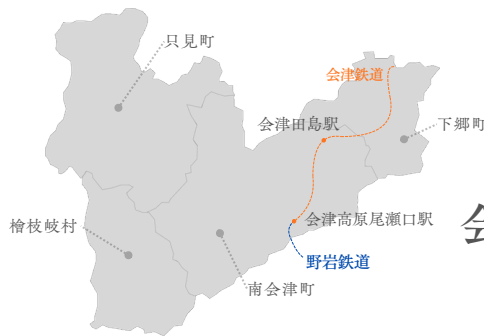 只見町
会津鉄道
会津田島駅
下郷町
檜枝岐村
会津高原尾瀬口駅
会
野岩鉄道
南会津町